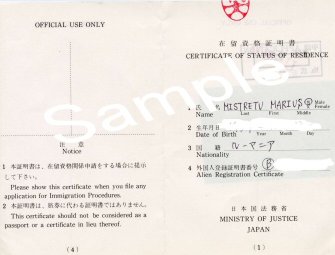 OFFICIAL USE ONLY
注 意
Notice
1 本証明書は、在留資格関係申請をする場合に提示
して下さい。
Please show this certificate when you file any
application for Immigration Procedures.
2 本証明書は、旅券に代わる証明書ではありません。
This certificate should not be considered as a
passport or a certificate in lieu thereof.
(4)
在留資格証明書
CERTIFICATE OF STATUS OF RESIDENCE
1 氏 名 MISTRETU MARIUS
Male
Female
Name Last First Middle
2 生年月日
Date of Birth Year Month Day
3 国 籍 ルーマニア
Nationality
4 外国人登録証明書番号 B
Alien Registration Certificate
日本国法務省
MINISTRY OF JUSTICE
JAPAN
(1)
Sample